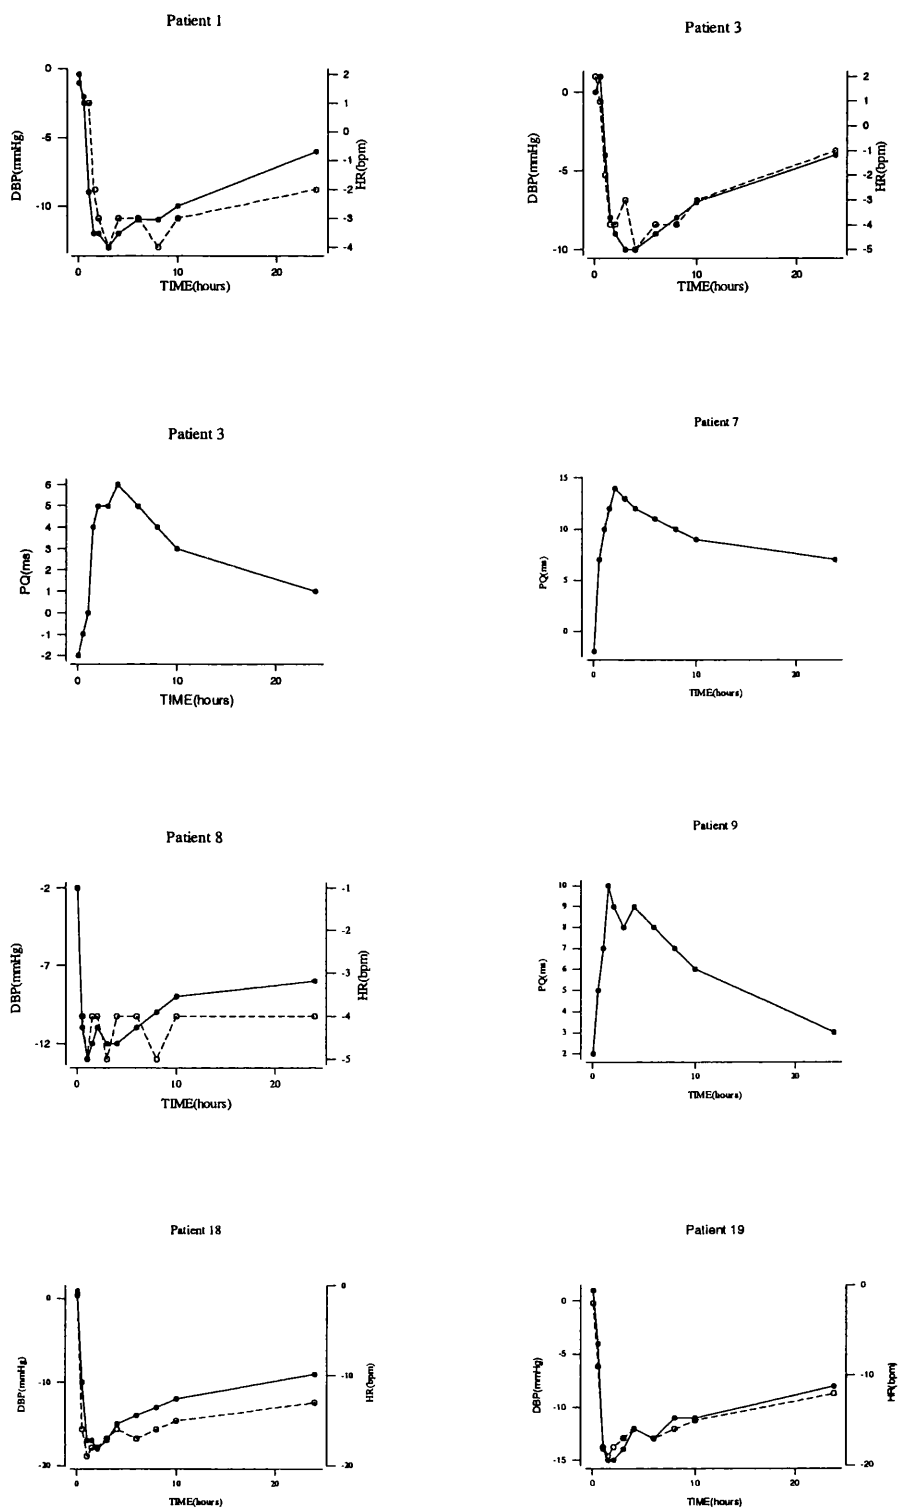 Patient 1
0
-5
-10
DBP(mmHg)
2
1
0
-1
-2
-3
-4
HR(bpm)
0 10 20
TIME(hours)
Patient 3
0
-5
-10
DBP(mmHg)
2
1
0
-1
-2
-3
-4
-5
HR(bpm)
0 10 20
TIME(hours)
Patient 3
6
5
4
3
2
1
0
-1
-2
PQ(ms)
0 10 20
TIME(hours)
Patient 7
15
10
5
0
PQ(ms)
0 10 20
TIME(hours)
Patient 8
-2
-7
-12
DBP(mmHg)
-1
-2
-3
-4
-5
HR(bpm)
0 10 20
TIME(hours)
Patient 9
10
9
8
7
6
5
4
3
2
PQ(ms)
0 10 20
TIME(hours)
Patient 18
0
-10
-20
DBP(mmHg)
0
-10
-20
HR(bpm)
0 10 20
TIME(hours)
Patient 19
0
-5
-10
-15
DBP(mmHg)
0
-10
-20
HR(bpm)
0 10 20
TIME(hours)